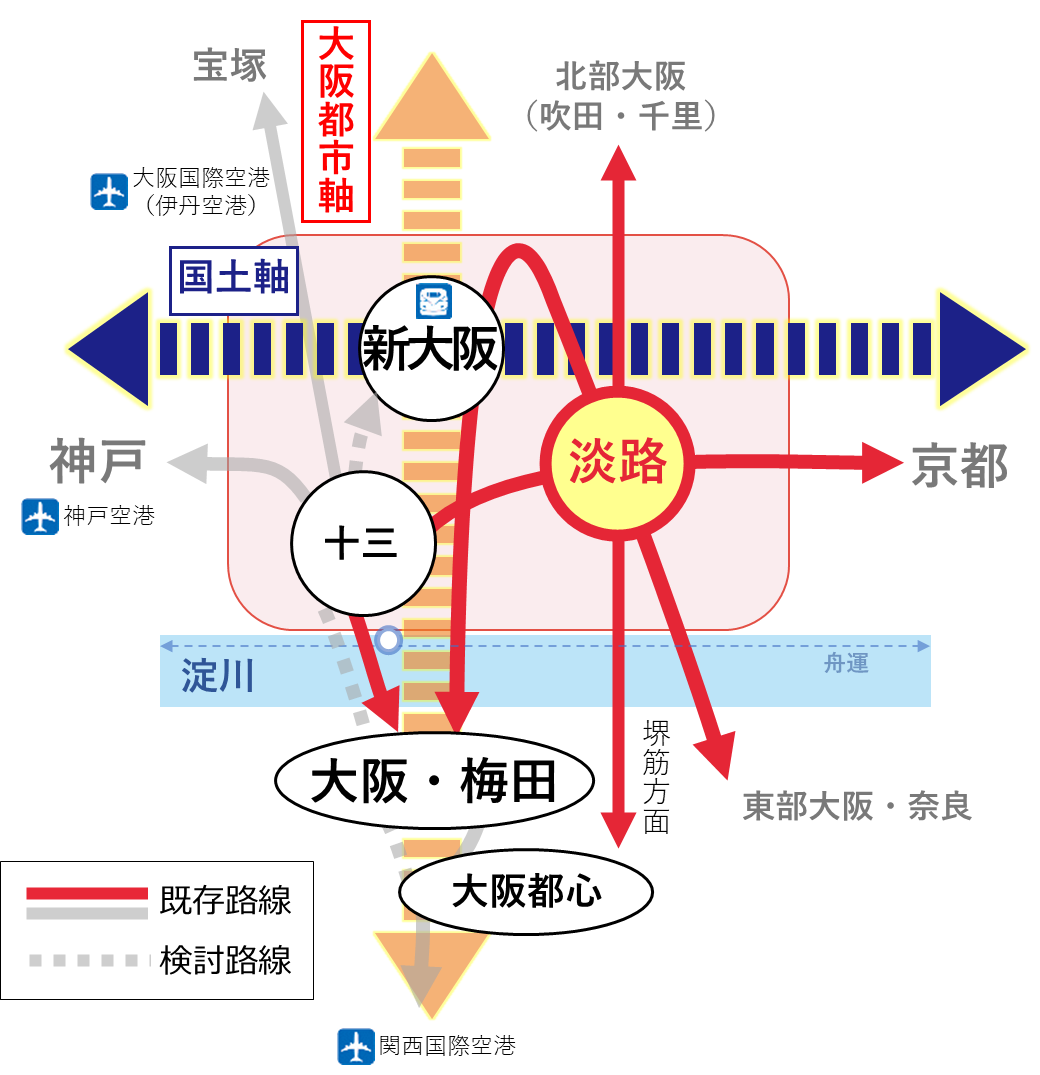 大阪都市軸
宝塚
北部大阪
（吹田・千里）
大阪国際空港
（伊丹空港）
国土軸
新大阪
神戸
淡路
京都
神戸空港
十三
淀川
舟運
堺筋方面
大阪・梅田
東部大阪・奈良
大阪都心
既存路線
検討路線
関西国際空港